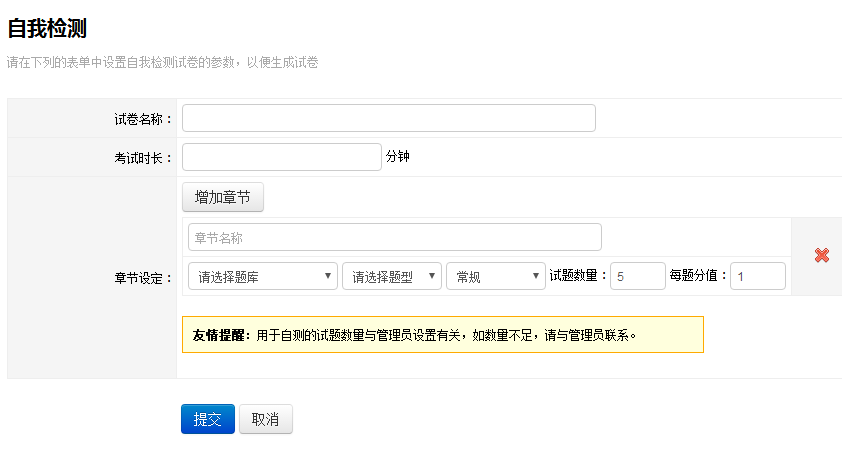 自我检测
请在下列的表单中设置自我检测试卷的参数，以便生成试卷
试卷名称：
考试时长： 分钟
增加章节
章节名称
章节设定： 请选择题库 请选择题型 常规 试题数量：5 每题分值：1
友情提醒：用于自测的试题数量与管理员设置有关，如数量不足，请与管理员联系。
提交 取消